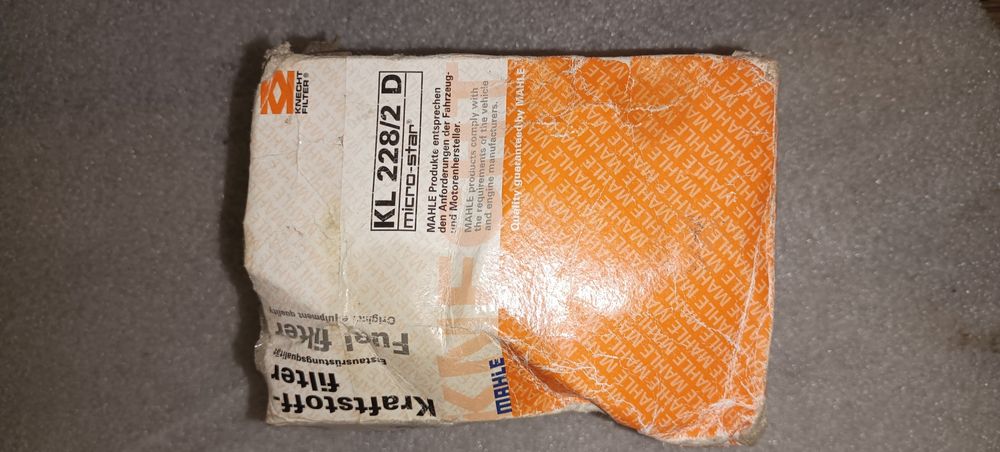 KNECHT
FILTER®
KL 228/2 D
micro-star®
MAHLE Produkte entsprechen
den Anforderungen der Fahrzeug-
und Motorenhersteller.
MAHLE products comply with
the requirements of the vehicle
and engine manufacturers.
Quality guaranteed by MAHLE
Kraftstoff-
filter
Erstausrüstungsqualität
Fuel filter
Original equipment quality
MAHLE